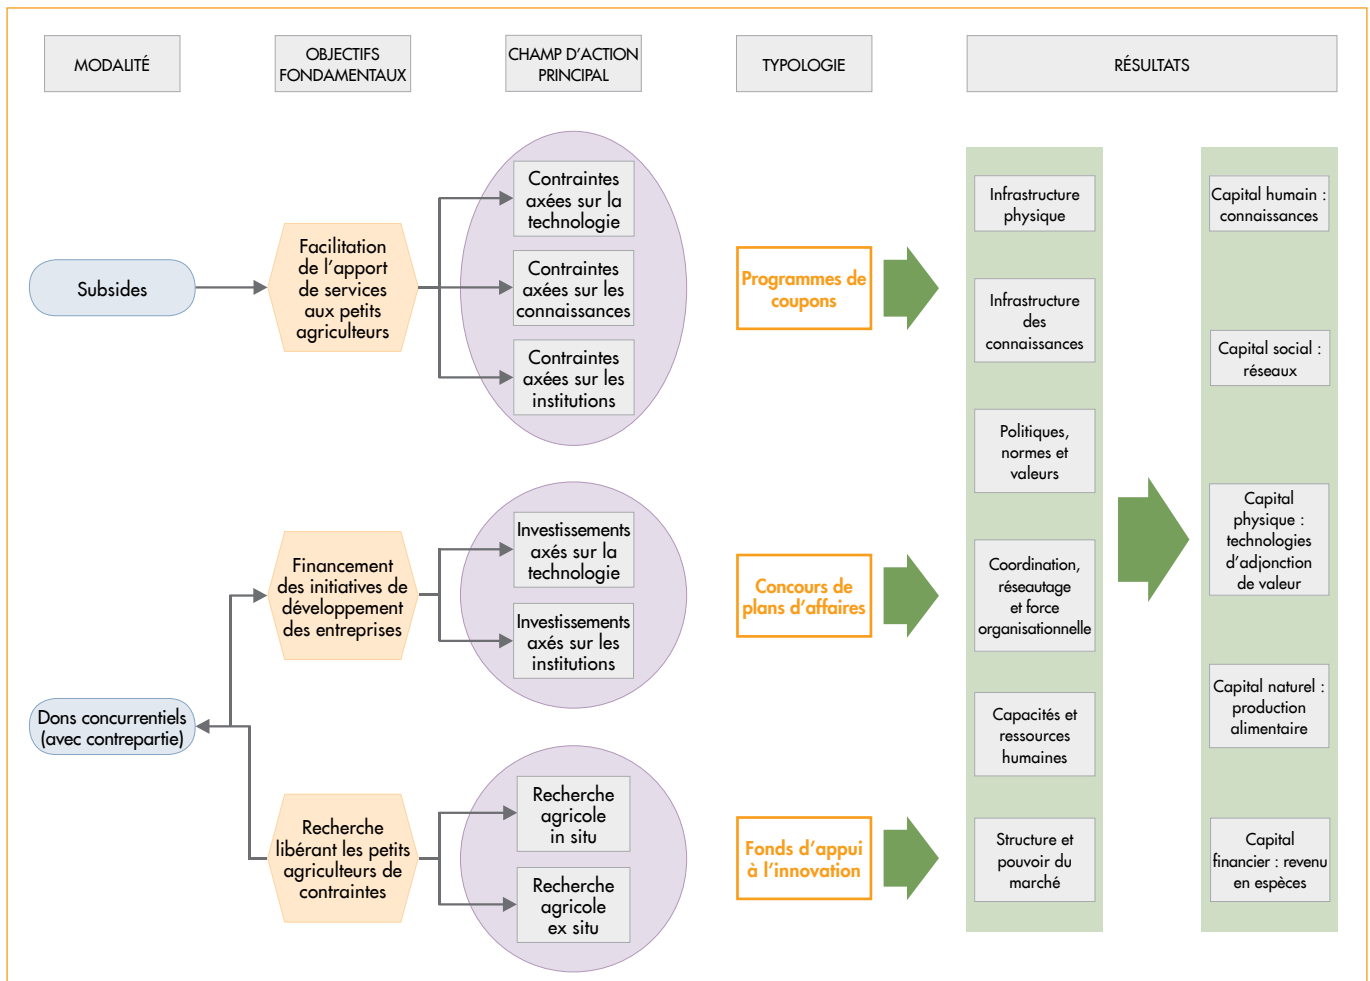 MODALITÉ
OBJECTIFS
FONDAMENTAUX
CHAMP D’ACTION
PRINCIPAL
TYPOLOGIE
RÉSULTATS
Subsides
Facilitation
de l’apport
de services
aux petits
agriculteurs
Contraintes
axées sur la
technologie
Contraintes
axées sur les
connaissances
Contraintes
axées sur les
institutions
Programmes de
coupons
Dons concurrentiels
(avec contrepartie)
Financement
des initiatives de
développement
des entreprises
Investissements
axés sur la
technologie
Investissements
axés sur les
institutions
Concours de
plans d’affaires
Recherche
libérant les petits
agriculteurs de
contraintes
Recherche
agricole
in situ
Recherche
agricole
ex situ
Fonds d’appui
à l’innovation
Infrastructure
physique
Infrastructure
des
connaissances
Politiques,
normes et
valeurs
Coordination,
réseautage
et force
organisationnelle
Capacités et
ressources
humaines
Structure et
pouvoir du
marché
Capital humain :
connaissances
Capital social :
réseaux
Capital
physique :
technologies
d’adjonction
de valeur
Capital naturel :
production
alimentaire
Capital
financier : revenu
en espèces